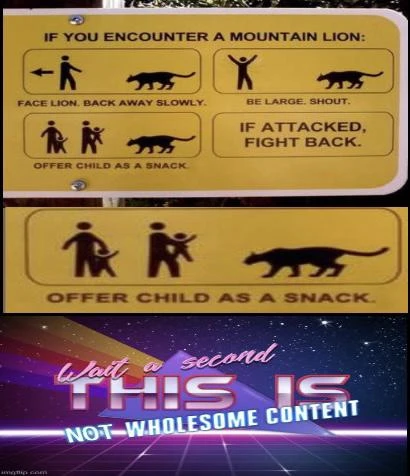 IF YOU ENCOUNTER A MOUNTAIN LION:
FACE LION. BACK AWAY SLOWLY.
BE LARGE. SHOUT.
OFFER CHILD AS A SNACK.
IF ATTACKED,
FIGHT BACK.
OFFER CHILD AS A SNACK.
Wait a second
THIS IS
NOT WHOLESOME CONTENT
imgflip.com